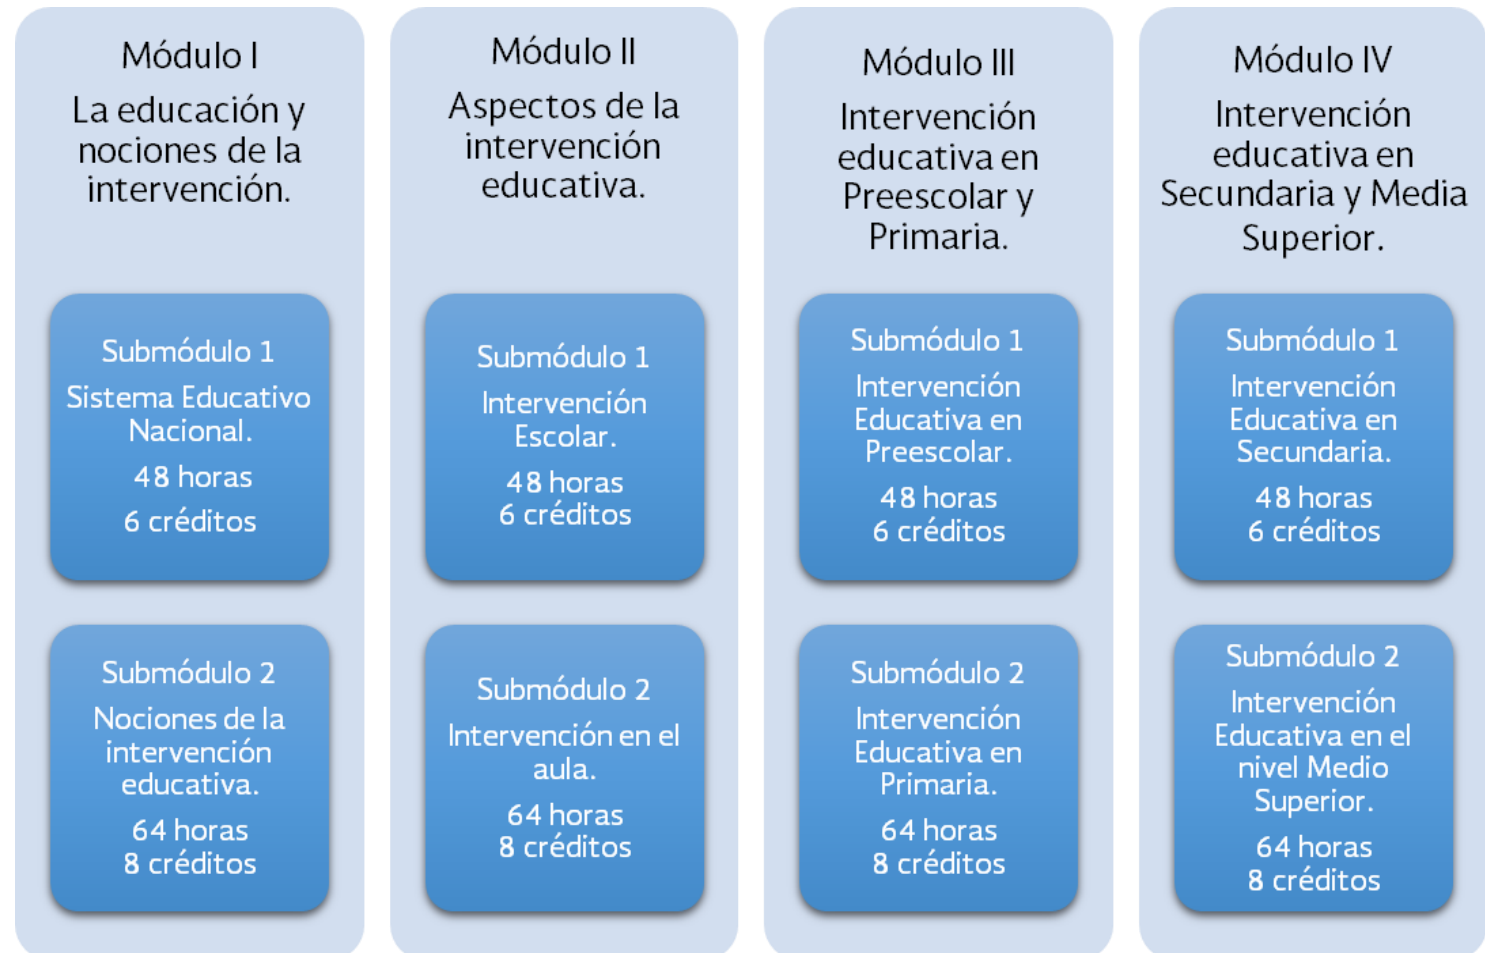 Módulo I
La educación y
nociones de la
intervención.
Submódulo 1
Sistema Educativo
Nacional.
48 horas
6 créditos
Submódulo 2
Nociones de la
intervención
educativa.
64 horas
8 créditos
Módulo II
Aspectos de la
intervención
educativa.
Submódulo 1
Intervención
Escolar.
48 horas
6 créditos
Submódulo 2
Intervención en el
aula.
64 horas
8 créditos
Módulo III
Intervención
educativa en
Preescolar y
Primaria.
Submódulo 1
Intervención
Educativa en
Preescolar.
48 horas
6 créditos
Submódulo 2
Intervención
Educativa en
Primaria.
64 horas
8 créditos
Módulo IV
Intervención
educativa en
Secundaria y Media
Superior.
Submódulo 1
Intervención
Educativa en
Secundaria.
48 horas
6 créditos
Submódulo 2
Intervención
Educativa en el
nivel Medio
Superior.
64 horas
8 créditos